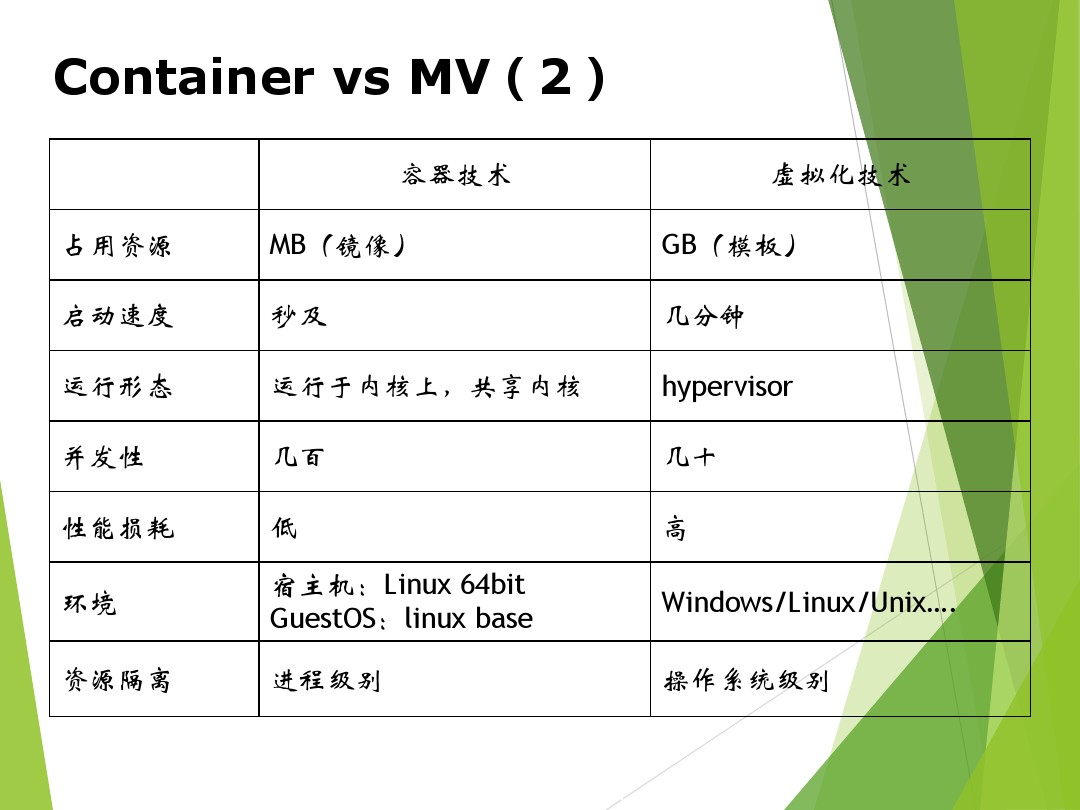 Container vs MV（2）
容器技术 虚拟化技术
占用资源 MB（镜像） GB（模板）
启动速度 秒及 几分钟
运行形态 运行于内核上，共享内核 hypervisor
并发性 几百 几十
性能损耗 低 高
环境 宿主机：Linux 64bit
GuestOS：linux base Windows/Linux/Unix….
资源隔离 进程级别 操作系统级别